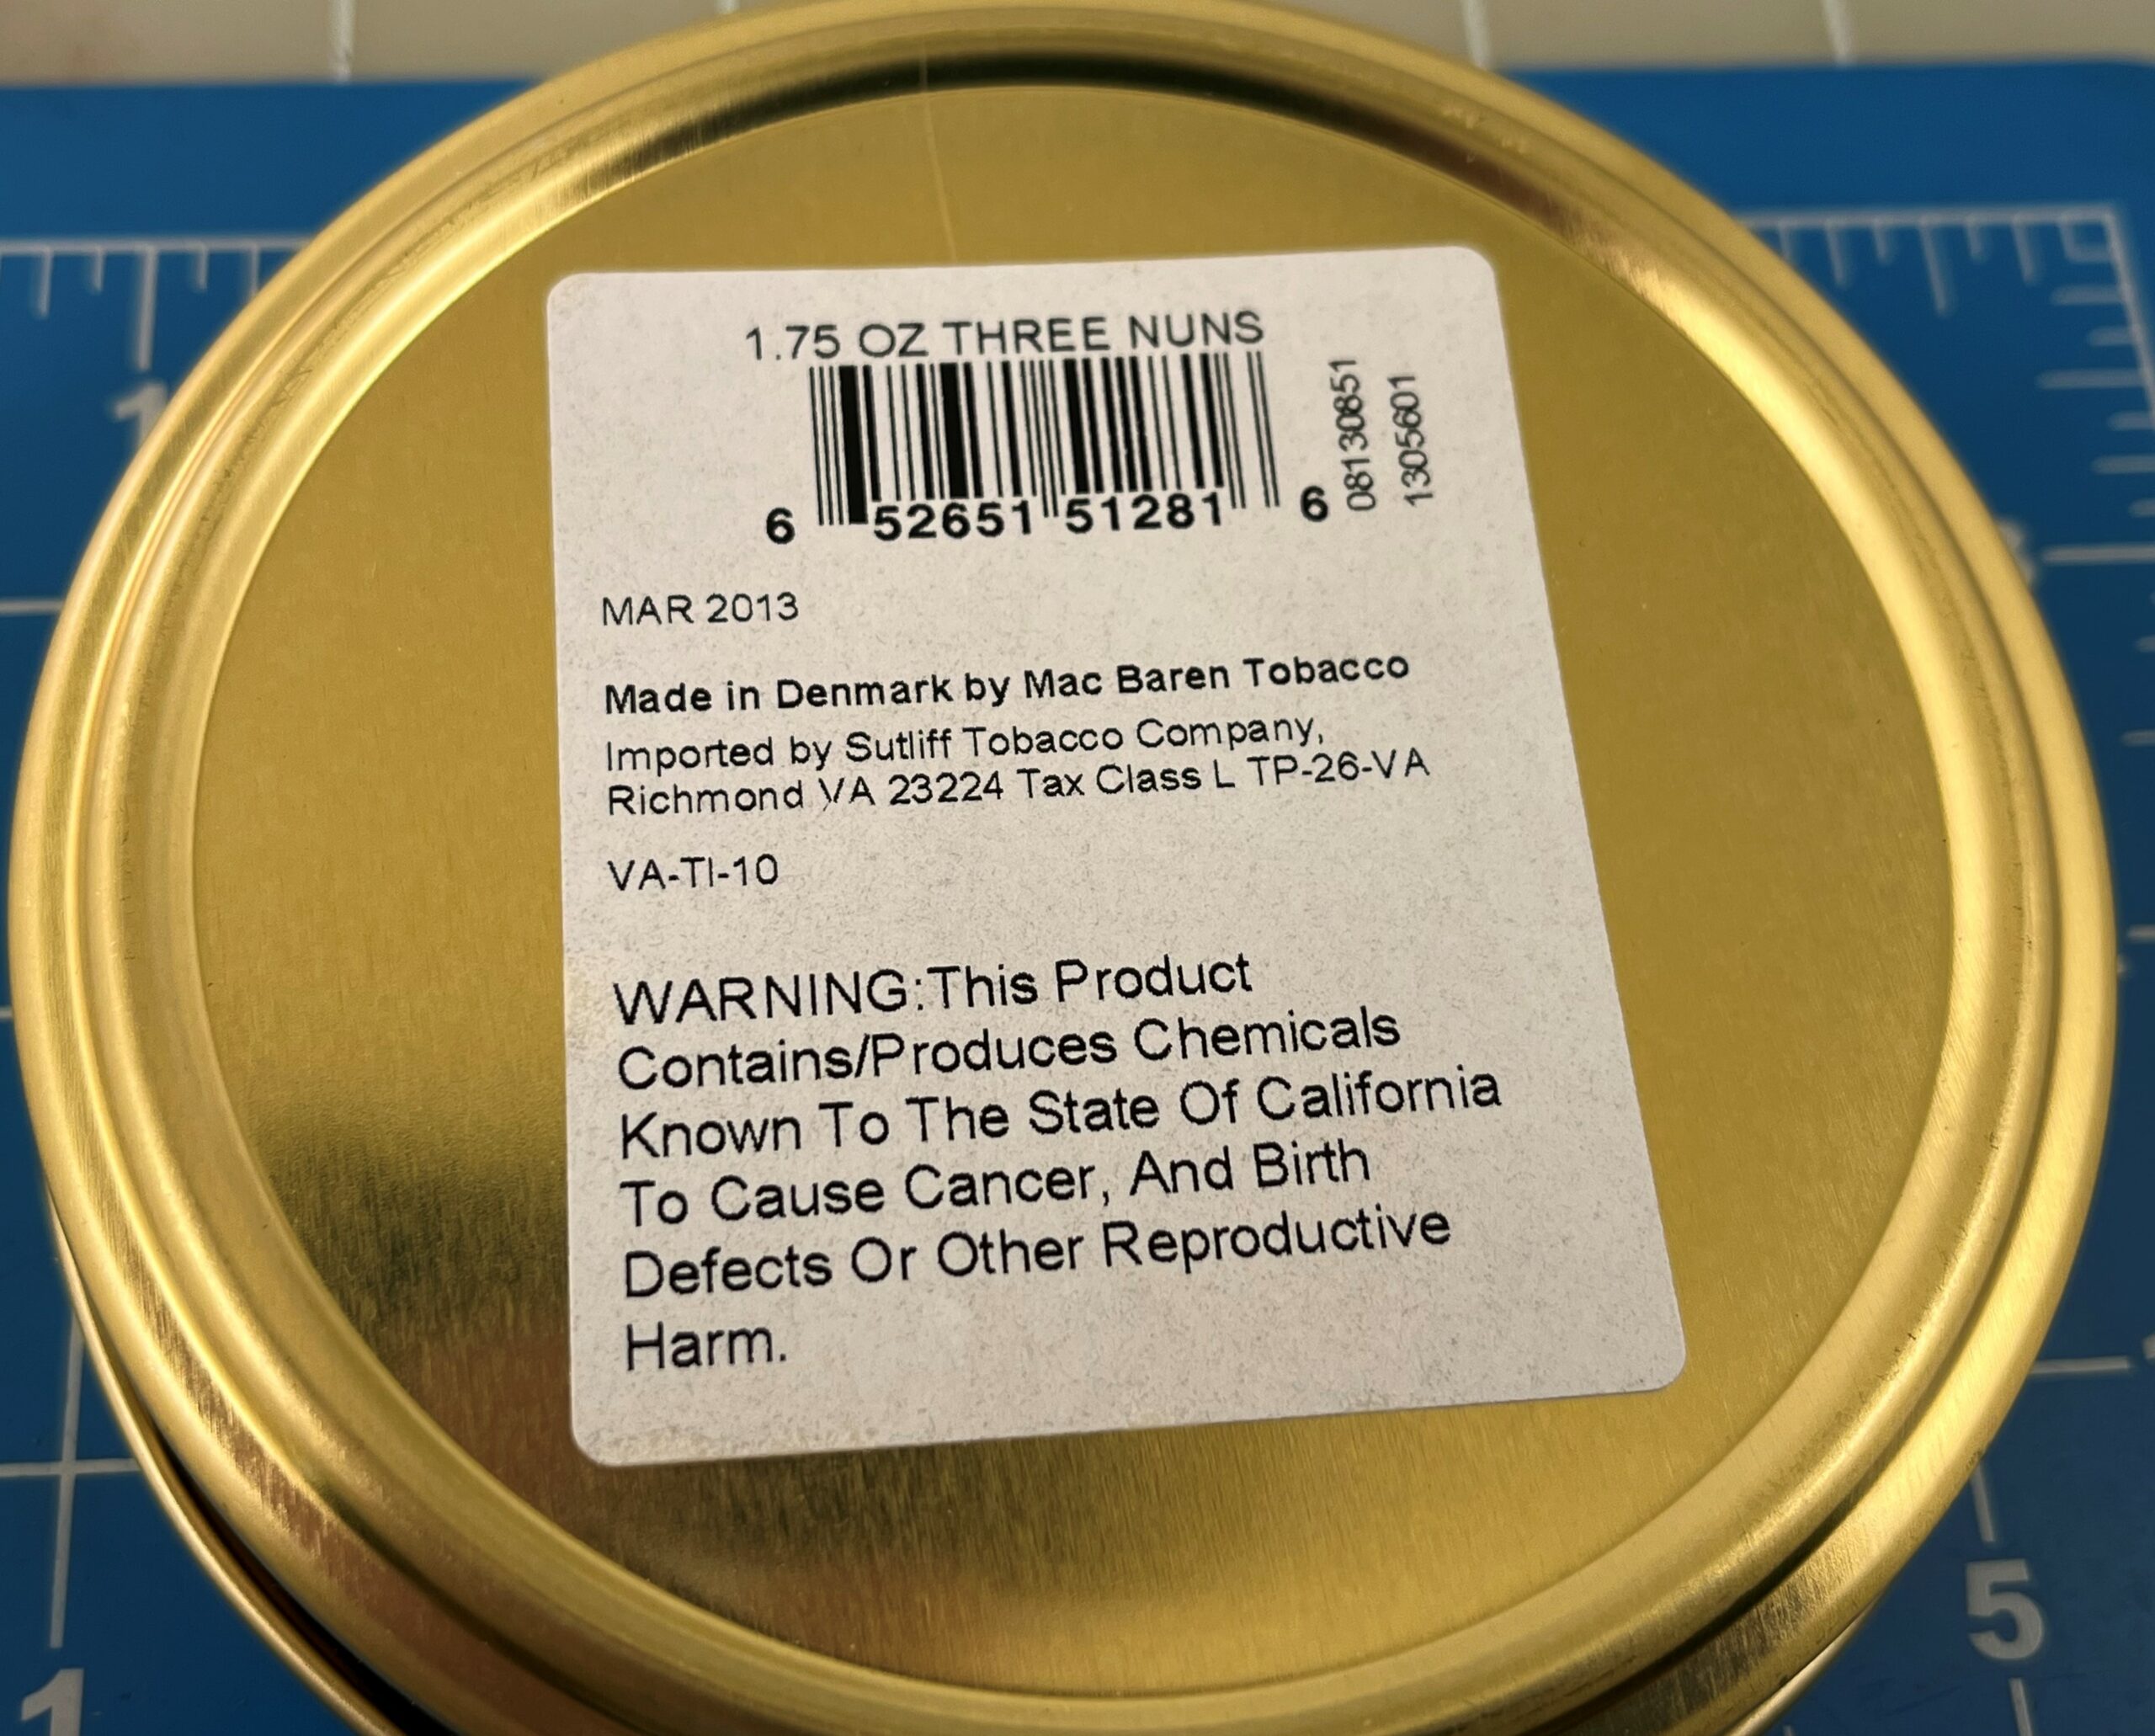 1.75 OZ THREE NUNS
6 52651 51281 6
08130851
1305601
MAR 2013
Made in Denmark by Mac Baren Tobacco
Imported by Sutliff Tobacco Company,
Richmond VA 23224 Tax Class L TP-26-VA
VA-TI-10
WARNING:This Product
Contains/Produces Chemicals
Known To The State Of California
To Cause Cancer, And Birth
Defects Or Other Reproductive
Harm.
1
5
1